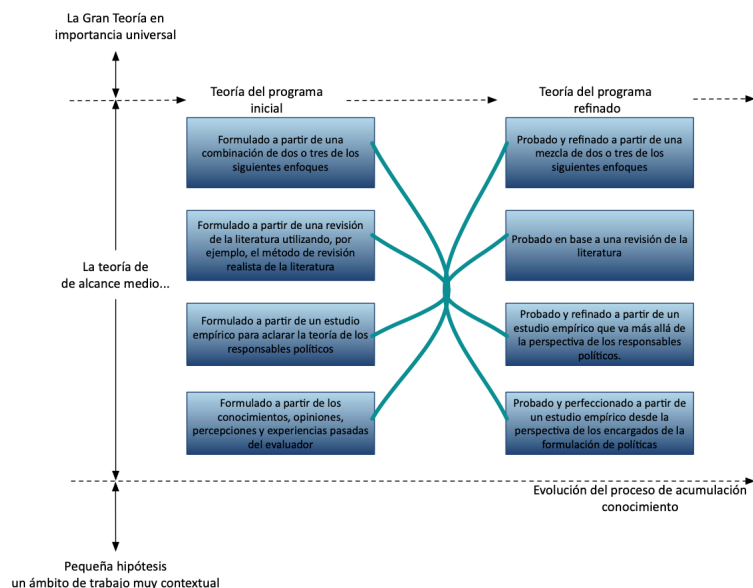 La Gran Teoría en
importancia universal
Teoría del programa
inicial
Teoría del programa
refinado
Formulado a partir de una
combinación de dos o tres de los
siguientes enfoques
Probado y refinado a partir de una
mezcla de dos o tres de los
siguientes enfoques
Formulado a partir de una revisión
de la literatura utilizando, por
ejemplo, el método de revisión
realista de la literatura
Probado en base a una revisión de la
literatura
La teoría de
de alcance medio...
Formulado a partir de un estudio
empírico para aclarar la teoría de los
responsables políticos
Probado y refinado a partir de un
estudio empírico que va más allá de
la perspectiva de los responsables
políticos.
Formulado a partir de los
conocimientos, opiniones,
percepciones y experiencias pasadas
del evaluador
Probado y perfeccionado a partir de
un estudio empírico desde la
perspectiva de los encargados de la
formulación de políticas
Evolución del proceso de acumulación
conocimiento
Pequeña hipótesis
un ámbito de trabajo muy contextual